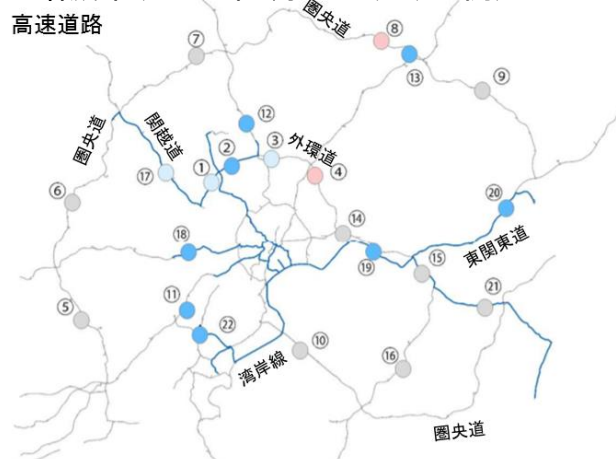 高速道路
圏央道
⑧
⑦
⑬
⑨
圏央道
関越道
⑫
②
③
外環道
①
④
⑰
⑥
⑳
⑭
⑱
東関東道
⑲
⑮
⑤
⑪
㉑
㉒
湾岸線
⑩
⑯
圏央道